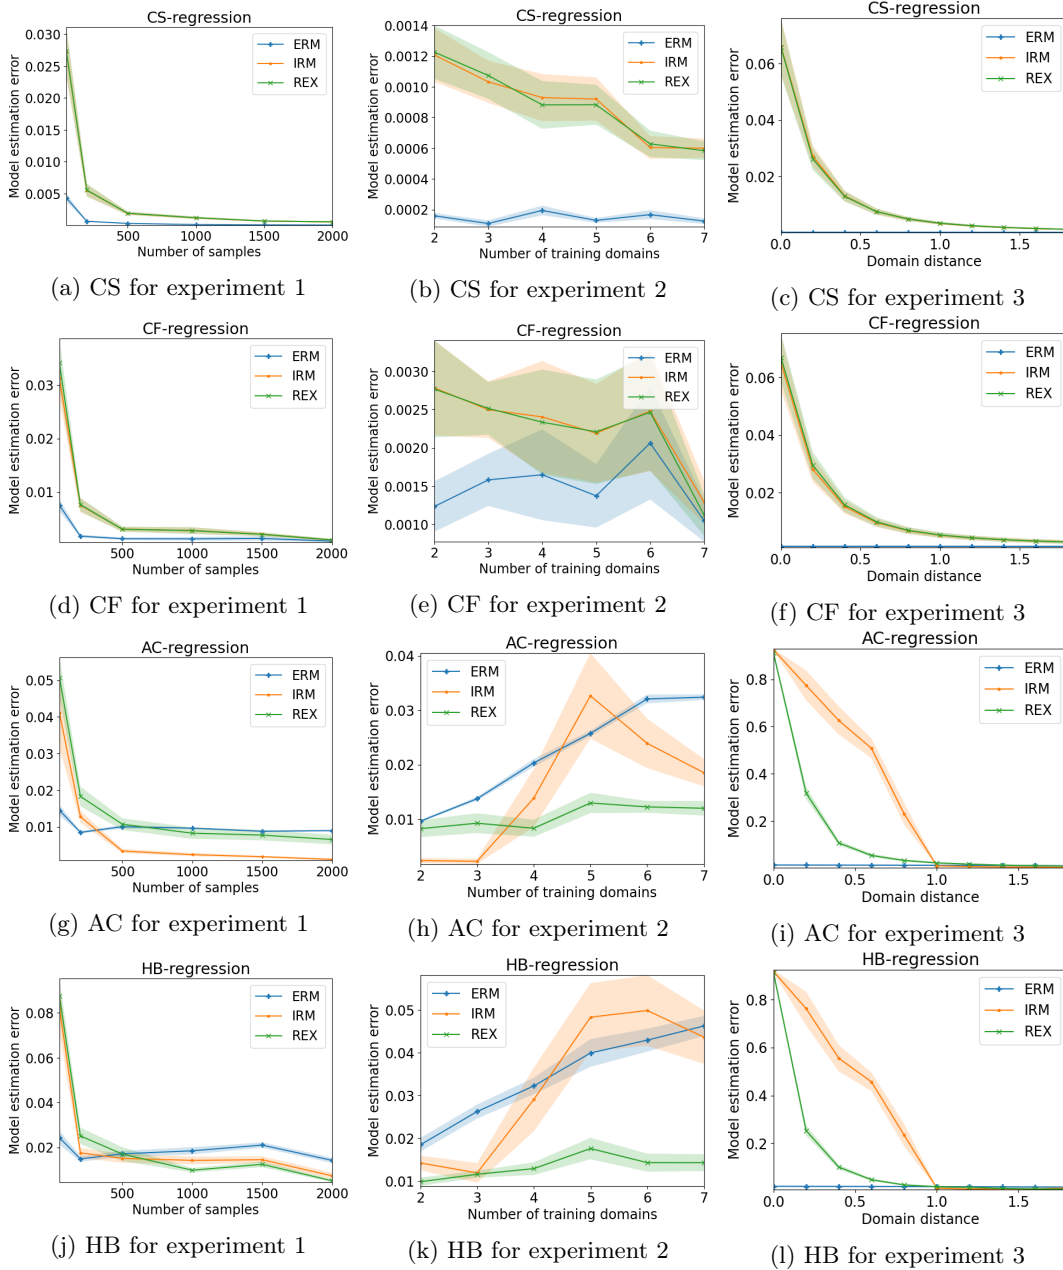 CS-regression
Model estimation error
0.030
0.025
0.020
0.015
0.010
0.005
ERM
IRM
REX
500 1000 1500 2000
Number of samples
(a) CS for experiment 1
CS-regression
Model estimation error
0.0014
0.0012
0.0010
0.0008
0.0006
0.0004
0.0002
ERM
IRM
REX
2 3 4 5 6 7
Number of training domains
(b) CS for experiment 2
CS-regression
Model estimation error
0.06
0.04
0.02
ERM
IRM
REX
0.0 0.5 1.0 1.5
Domain distance
(c) CS for experiment 3
CF-regression
Model estimation error
0.03
0.02
0.01
ERM
IRM
REX
500 1000 1500 2000
Number of samples
(d) CF for experiment 1
CF-regression
Model estimation error
0.0030
0.0025
0.0020
0.0015
0.0010
ERM
IRM
REX
2 3 4 5 6 7
Number of training domains
(e) CF for experiment 2
CF-regression
Model estimation error
0.06
0.04
0.02
ERM
IRM
REX
0.0 0.5 1.0 1.5
Domain distance
(f) CF for experiment 3
AC-regression
Model estimation error
0.05
0.04
0.03
0.02
0.01
ERM
IRM
REX
500 1000 1500 2000
Number of samples
(g) AC for experiment 1
AC-regression
Model estimation error
0.04
0.03
0.02
0.01
ERM
IRM
REX
2 3 4 5 6 7
Number of training domains
(h) AC for experiment 2
AC-regression
Model estimation error
0.8
0.6
0.4
0.2
ERM
IRM
REX
0.0 0.5 1.0 1.5
Domain distance
(i) AC for experiment 3
HB-regression
Model estimation error
0.08
0.06
0.04
0.02
ERM
IRM
REX
500 1000 1500 2000
Number of samples
(j) HB for experiment 1
HB-regression
Model estimation error
0.05
0.04
0.03
0.02
0.01
ERM
IRM
REX
2 3 4 5 6 7
Number of training domains
(k) HB for experiment 2
HB-regression
Model estimation error
0.8
0.6
0.4
0.2
ERM
IRM
REX
0.0 0.5 1.0 1.5
Domain distance
(l) HB for experiment 3